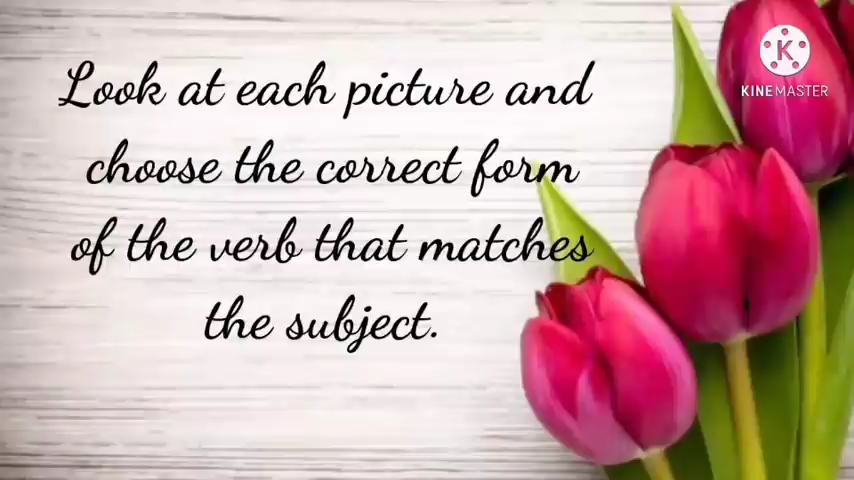 Look at each picture and
choose the correct form
of the verb that matches
the subject.
K
KINEMASTER